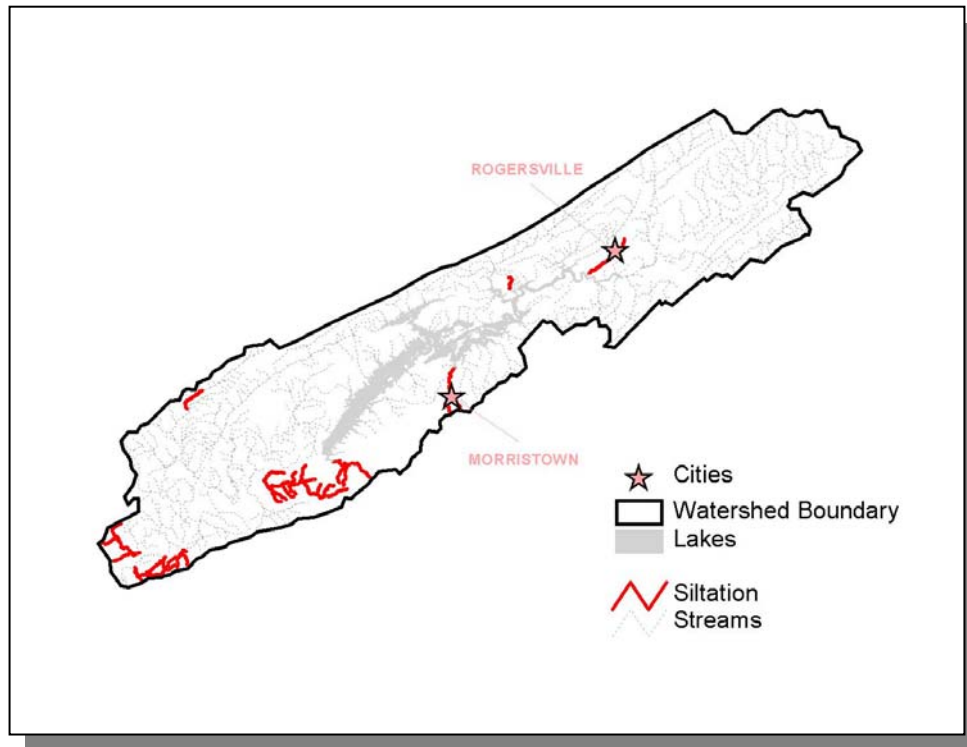 ROGERSVILLE
MORRISTOWN
Cities
Watershed Boundary
Lakes
Siltation
Streams